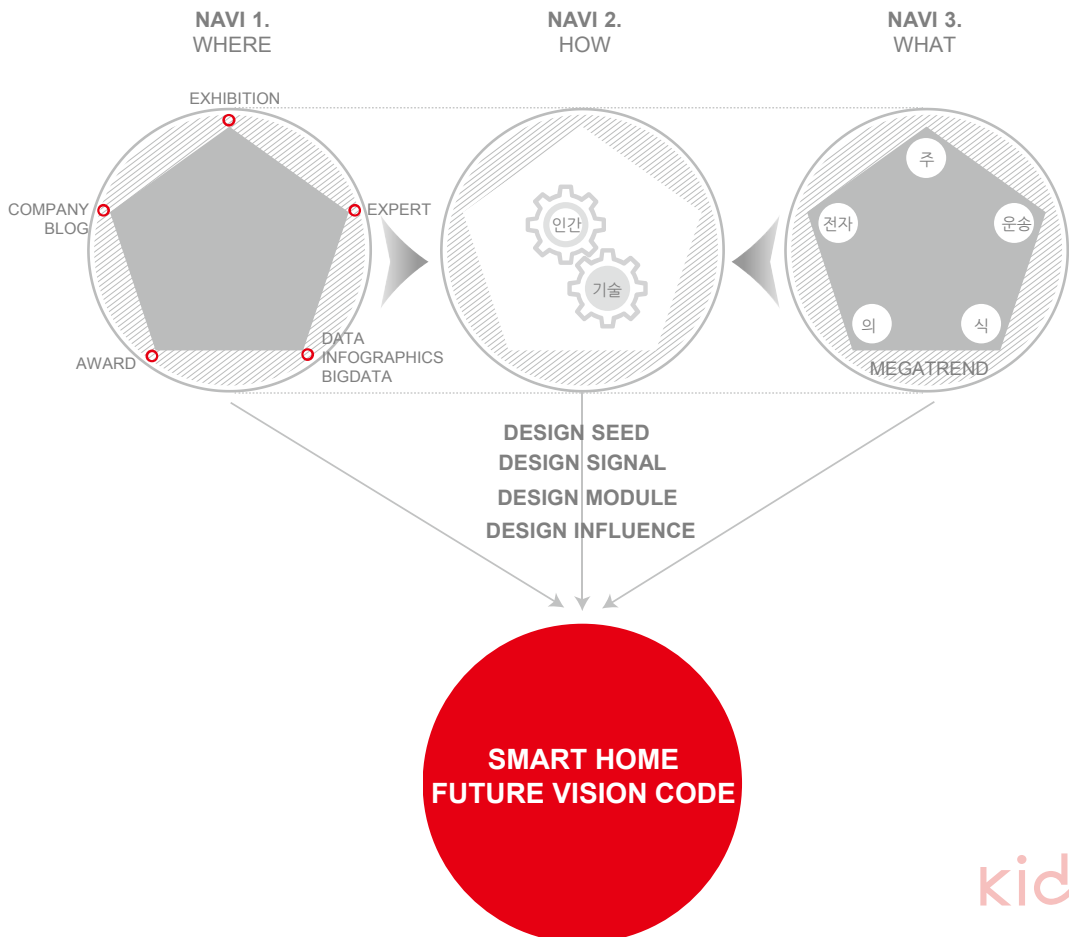 NAVI 1.
WHERE
NAVI 2.
HOW
NAVI 3.
WHAT
EXHIBITION
COMPANY
BLOG
EXPERT
AWARD
DATA
INFOGRAPHICS
BIGDATA
인간
기술
주
전자
운송
의
식
MEGATREND
DESIGN SEED
DESIGN SIGNAL
DESIGN MODULE
DESIGN INFLUENCE
SMART HOME
FUTURE VISION CODE
kid